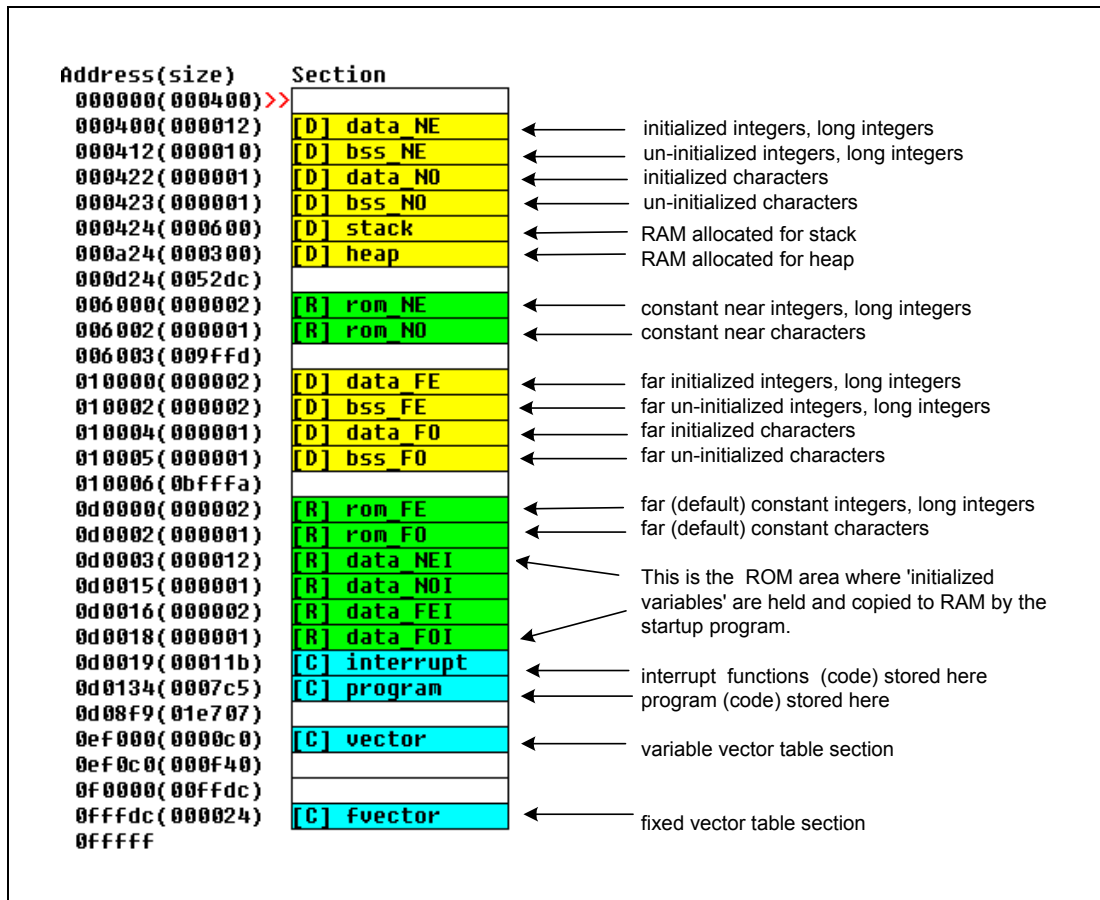 Address(size) Section
000000(000400)>>
000400(000012) [D] data_NE initialized integers, long integers
000412(000010) [D] bss_NE un-initialized integers, long integers
000422(000001) [D] data_NO initialized characters
000423(000001) [D] bss_NO un-initialized characters
000424(000600) [D] stack RAM allocated for stack
000a24(000300) [D] heap RAM allocated for heap
000d24(0052dc)
006000(000002) [R] rom_NE constant near integers, long integers
006002(000001) [R] rom_NO constant near characters
006003(009ffd)
010000(000002) [D] data_FE far initialized integers, long integers
010002(000002) [D] bss_FE far un-initialized integers, long integers
010004(000001) [D] data_FO far initialized characters
010005(000001) [D] bss_FO far un-initialized characters
010006(0bfffa)
0d0000(000002) [R] rom_FE far (default) constant integers, long integers
0d0002(000001) [R] rom_FO far (default) constant characters
0d0003(000012) [R] data_NEI
This is the ROM area where 'initialized
0d0015(000001) [R] data_NOI
0d0016(000002) [R] data_FEI variables' are held and copied to RAM by the
0d0018(000001) [R] data_FOI startup program.
0d0019(00011b) [C] interrupt interrupt functions (code) stored here
0d0134(0007c5) [C] program program (code) stored here
0d08f9(01e707)
0ef000(0000c0) [C] vector variable vector table section
0ef0c0(000f40)
0f0000(00ffdc)
0fffdc(000024) [C] fvector fixed vector table section
0fffff